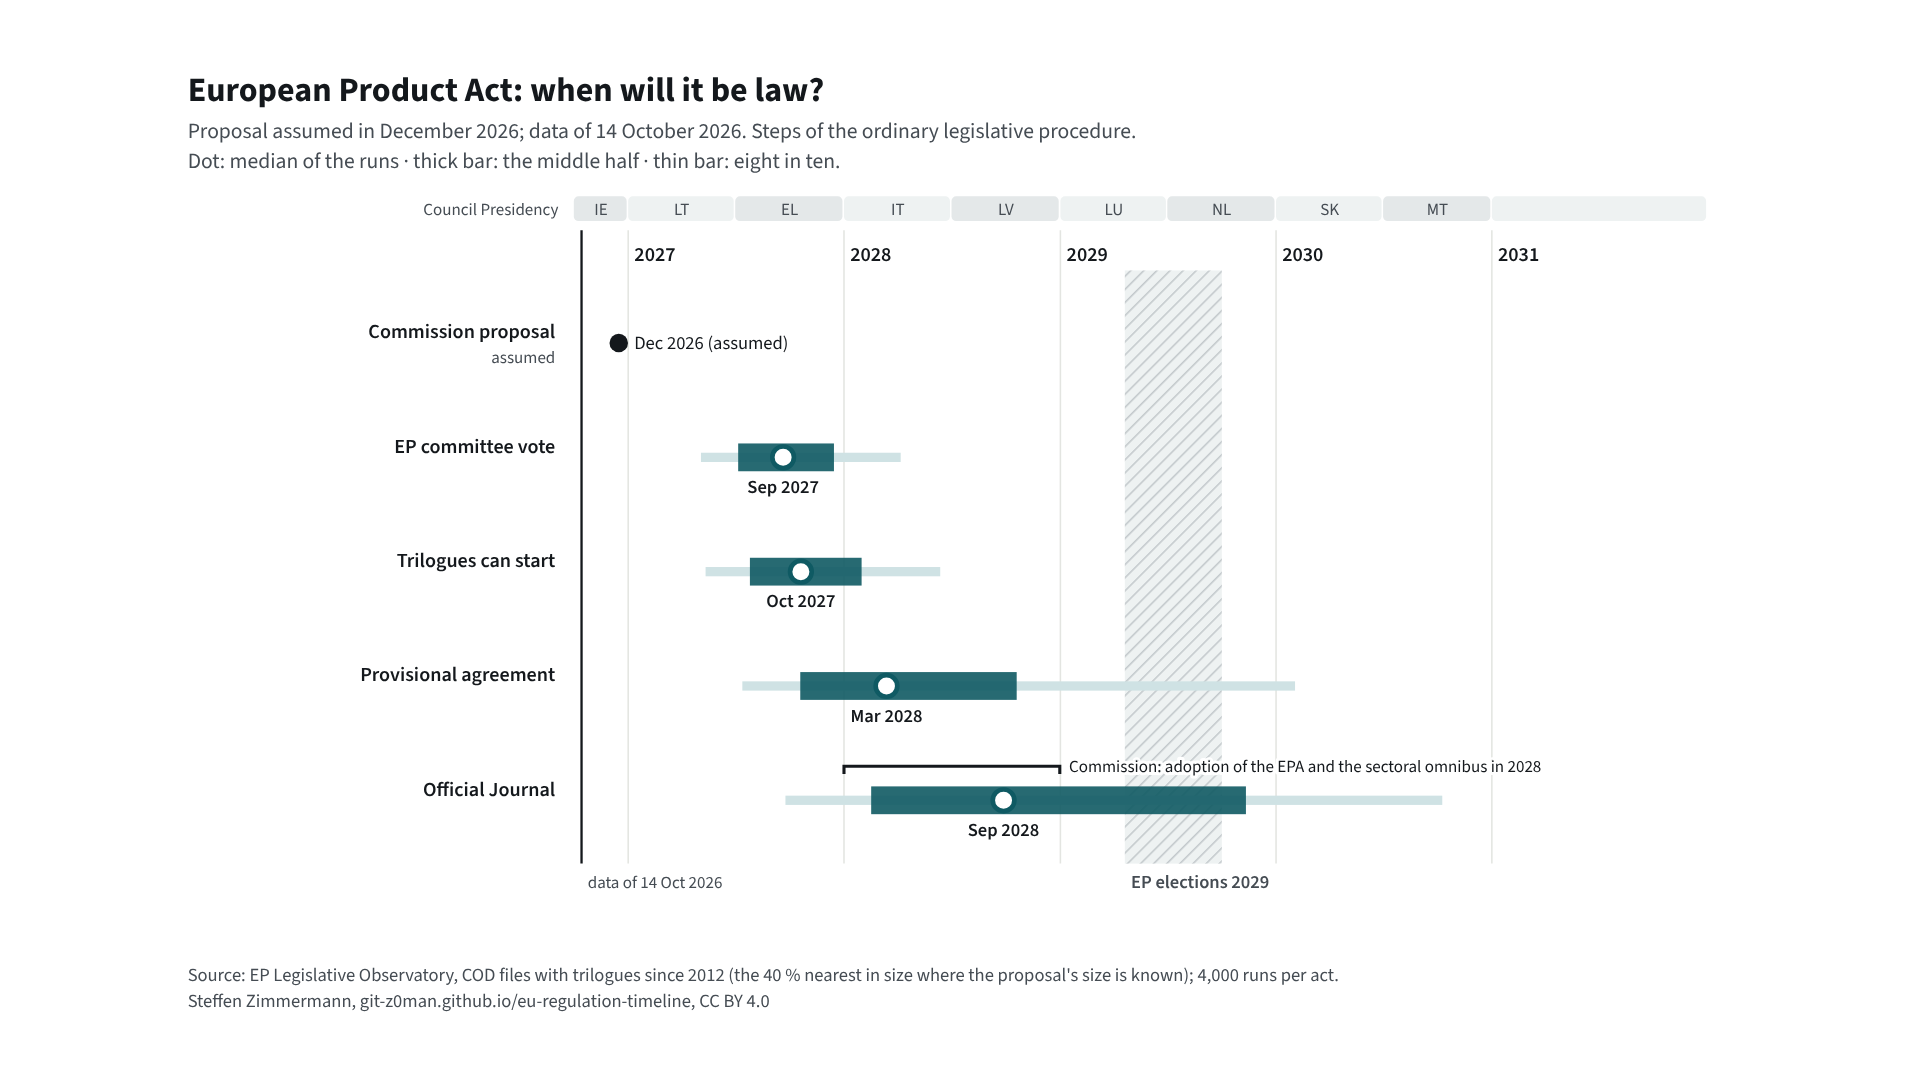 European Product Act: when will it be law?
Proposal assumed in December 2026; data of 14 October 2026. Steps of the ordinary legislative procedure.
Dot: median of the runs · thick bar: the middle half · thin bar: eight in ten.
Council Presidency IE LT EL IT LV LU NL SK MT
2027 2028 2029 2030 2031
Commission proposal
assumed
Dec 2026 (assumed)
EP committee vote
Sep 2027
Trilogues can start
Oct 2027
Provisional agreement
Mar 2028
Commission: adoption of the EPA and the sectoral omnibus in 2028
Official Journal
Sep 2028
data of 14 Oct 2026
EP elections 2029
Source: EP Legislative Observatory, COD files with trilogues since 2012 (the 40 % nearest in size where the proposal's size is known); 4,000 runs per act.
Steffen Zimmermann, git-z0man.github.io/eu-regulation-timeline, CC BY 4.0